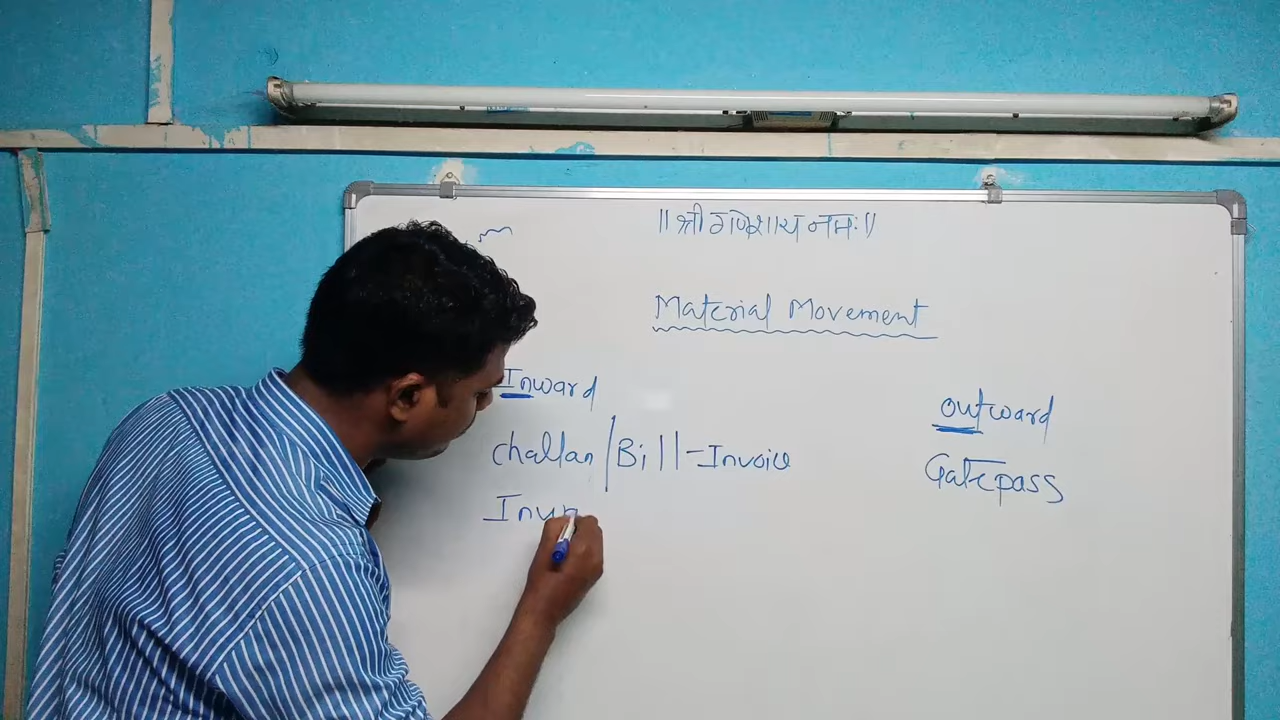 ॥ श्री गणेशाय नमः ॥
Material Movement
Inward
outward
challan / Bill - Invoice
Gatepass